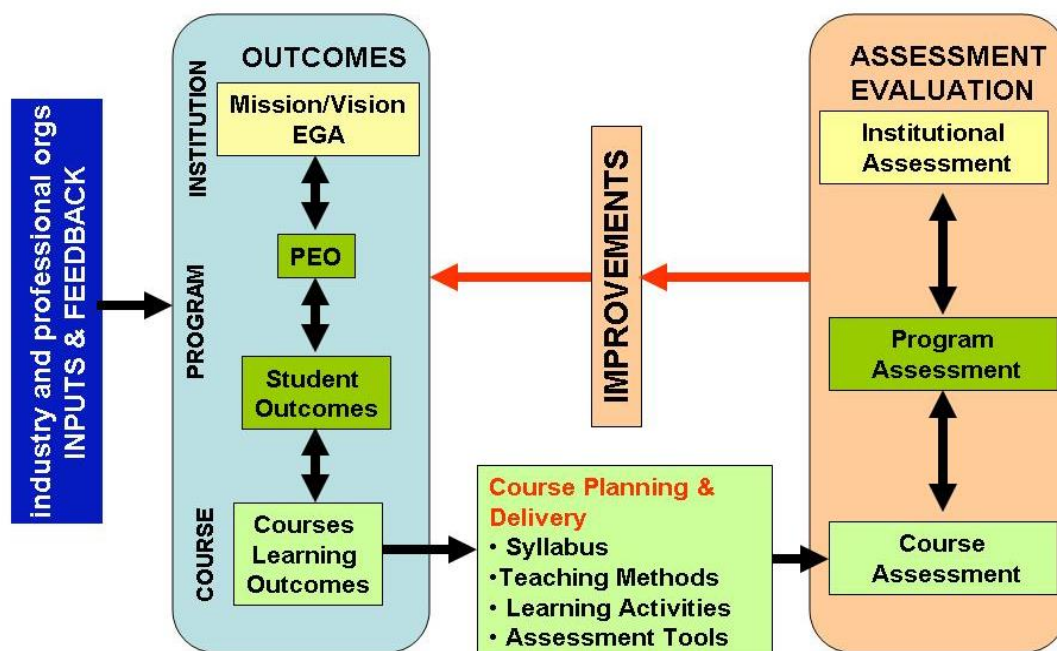 industry and professional orgs
INPUTS & FEEDBACK
OUTCOMES
INSTITUTION
Mission/Vision
EGA
PROGRAM
PEO
Student
Outcomes
COURSE
Courses
Learning
Outcomes
Course Planning &
Delivery
• Syllabus
•Teaching Methods
• Learning Activities
• Assessment Tools
IMPROVEMENTS
ASSESSMENT
EVALUATION
Institutional
Assessment
Program
Assessment
Course
Assessment